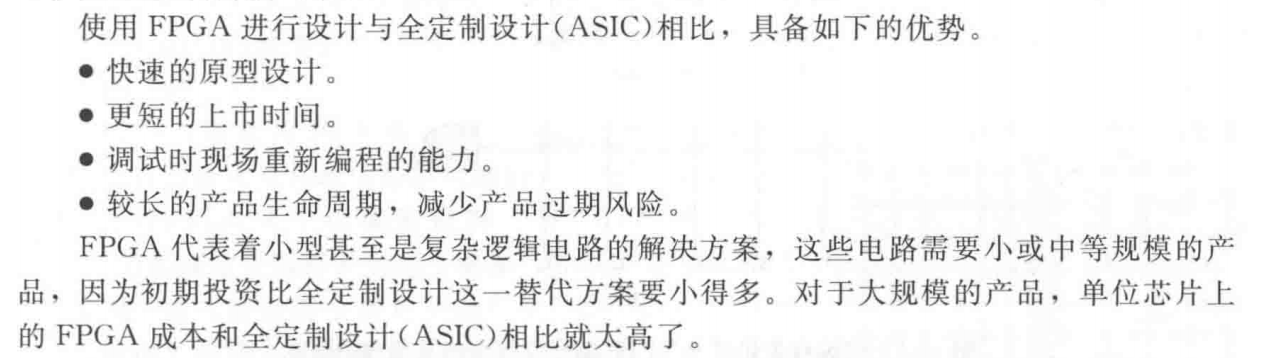 使用 FPGA 进行设计与全定制设计(ASIC)相比，具备如下的优势。
● 快速的原型设计。
● 更短的上市时间。
● 调试时现场重新编程的能力。
● 较长的产品生命周期，减少产品过期风险。
FPGA 代表着小型甚至是复杂逻辑电路的解决方案，这些电路需要小或中等规模的产
品，因为初期投资比全定制设计这一替代方案要小得多。对于大规模的产品，单位芯片上
的 FPGA 成本和全定制设计(ASIC)相比就太高了。